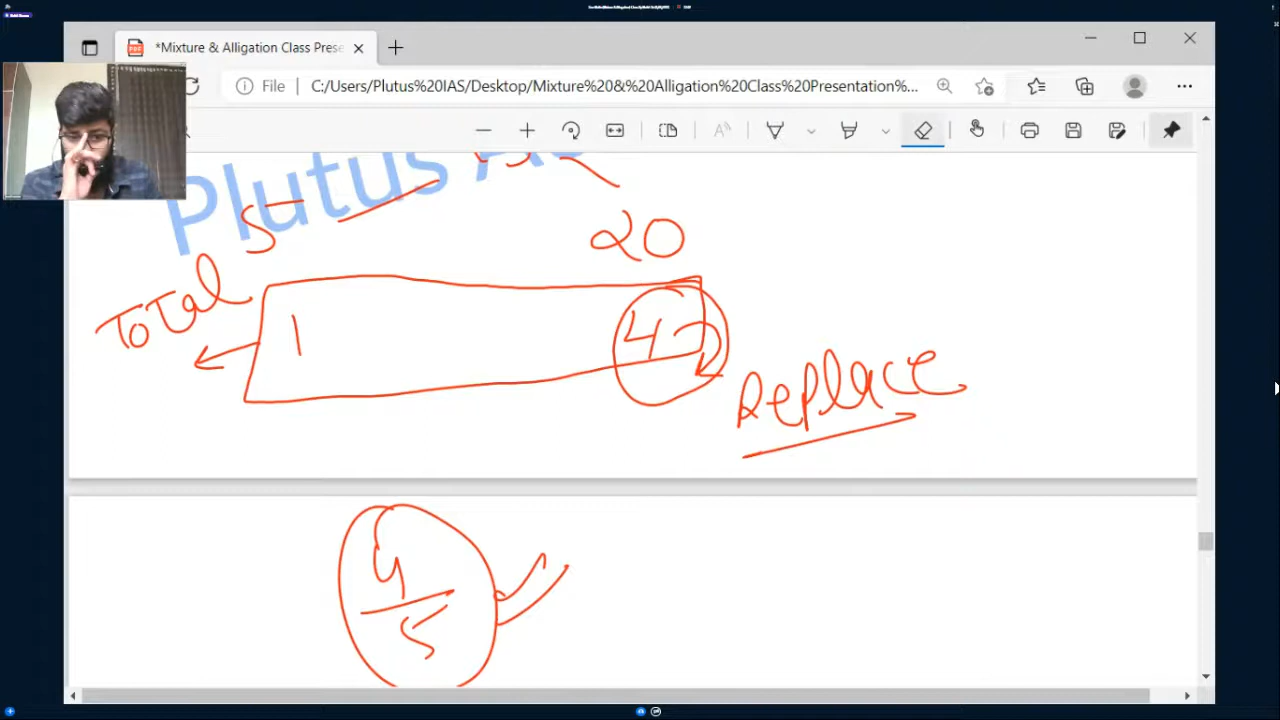 *Mixture & Alligation Class Prese
File C:/Users/Plutus%20IAS/Desktop/Mixture%20&%20Alligation%20Class%20Presentation%...
Plutus
5 20
Total
1 4
Replace
4
5